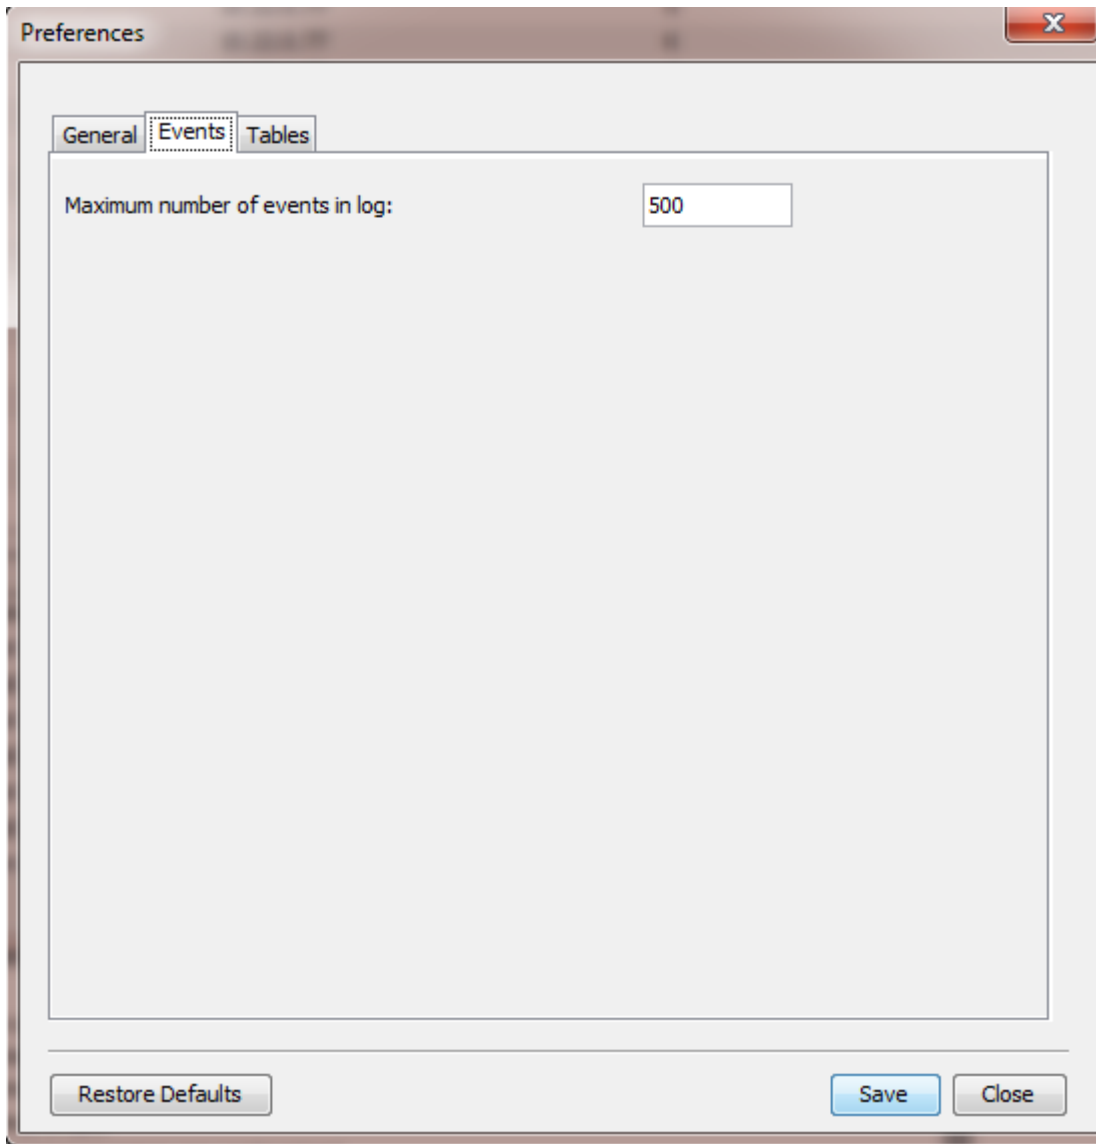 Preferences
General Events Tables
Maximum number of events in log: 500
Restore Defaults Save Close